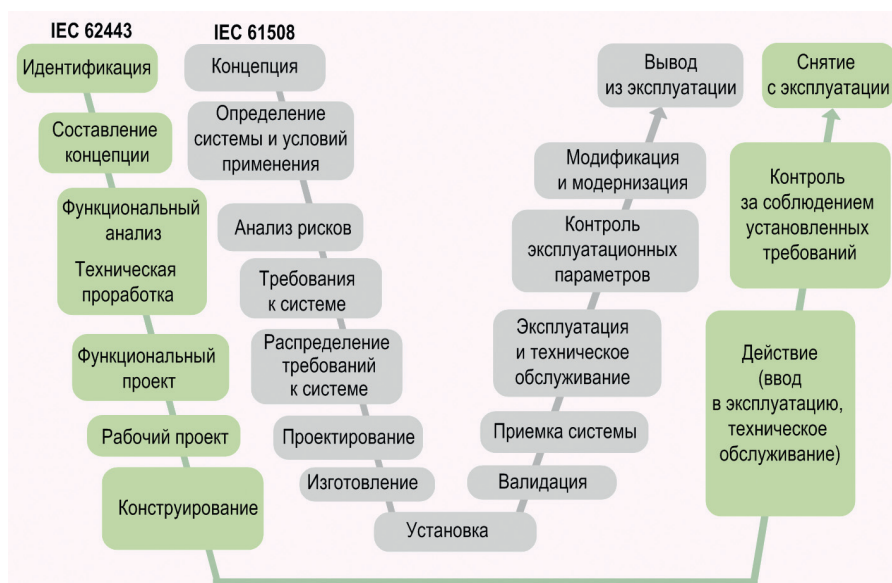 IEC 62443
Идентификация
Составление
концепции
Функциональный
анализ
Техническая
проработка
Функциональный
проект
Рабочий проект
Конструирование
IEC 61508
Концепция
Определение
системы и условий
применения
Анализ рисков
Требования
к системе
Распределение
требований
к системе
Проектирование
Изготовление
Установка
Валидация
Приемка системы
Эксплуатация
и техническое
обслуживание
Контроль
эксплуатационных
параметров
Модификация
и модернизация
Вывод
из эксплуатации
Действие
(ввод
в эксплуатацию,
техническое
обслуживание)
Контроль
за соблюдением
установленных
требований
Снятие
с эксплуатации